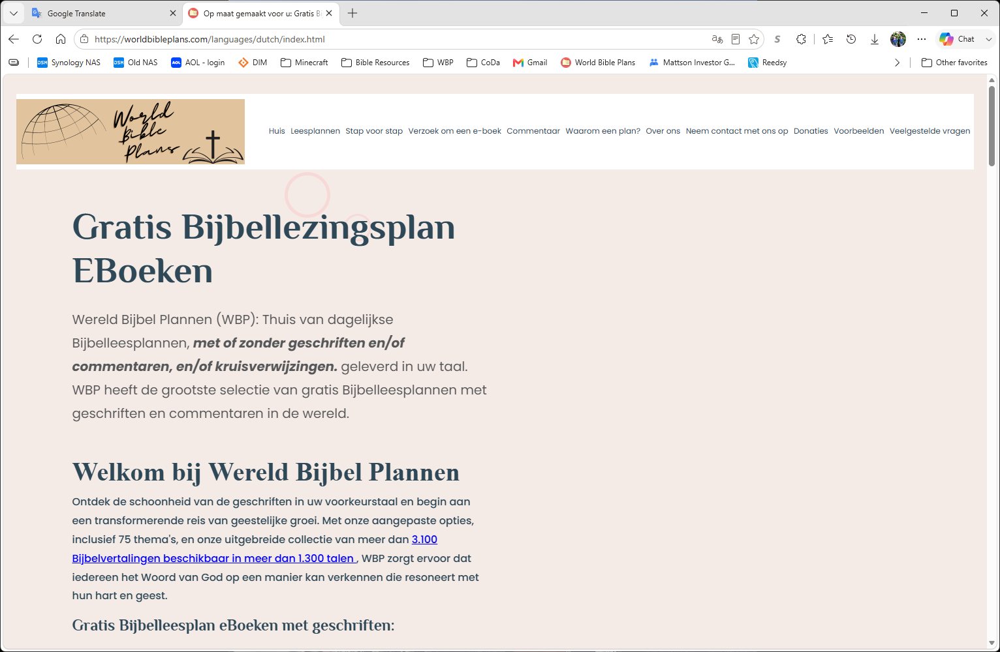 Google Translate
Op maat gemaakt voor u: Gratis B
https://worldbibleplans.com/languages/dutch/index.html
Chat
Synology NAS
Old NAS
AOL - login
DIM
Minecraft
Bible Resources
WBP
CoDa
Gmail
World Bible Plans
Mattson Investor G...
Reedsy
Other favorites
World
Bible
Plans
Huis Leesplannen Stap voor stap Verzoek om een e-boek Commentaar Waarom een plan? Over ons Neem contact met ons op Donaties Voorbeelden Veelgestelde vragen
Gratis Bijbellezingsplan
EBoeken
Wereld Bijbel Plannen (WBP): Thuis van dagelijkse
Bijbelleesplannen, met of zonder geschriften en/of
commentaren, en/of kruisverwijzingen. geleverd in uw taal.
WBP heeft de grootste selectie van gratis Bijbelleesplannen met
geschriften en commentaren in de wereld.
Welkom bij Wereld Bijbel Plannen
Ontdek de schoonheid van de geschriften in uw voorkeurstaal en begin aan
een transformerende reis van geestelijke groei. Met onze aangepaste opties,
inclusief 75 thema's, en onze uitgebreide collectie van meer dan 3.100
Bijbelvertalingen beschikbaar in meer dan 1.300 talen , WBP zorgt ervoor dat
iedereen het Woord van God op een manier kan verkennen die resoneert met
hun hart en geest.
Gratis Bijbelleesplan eBoeken met geschriften: